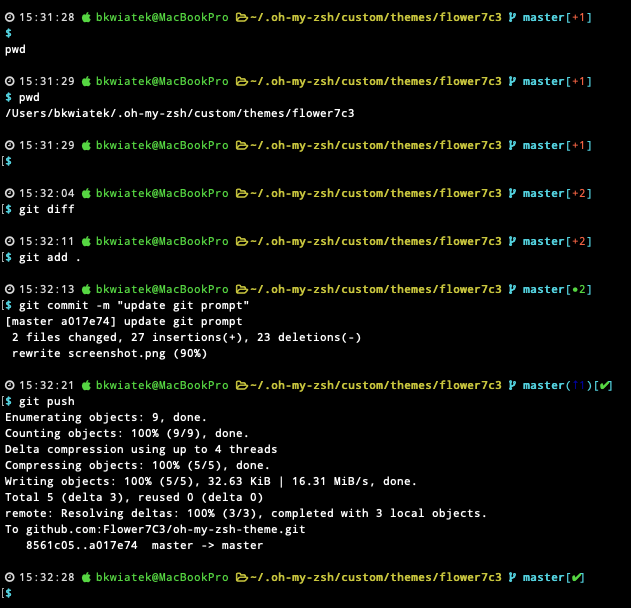 15:31:28 bkwiatek@MacBookPro ~/.oh-my-zsh/custom/themes/flower7c3 master[+1]
$
pwd
15:31:29 bkwiatek@MacBookPro ~/.oh-my-zsh/custom/themes/flower7c3 master[+1]
$ pwd
/Users/bkwiatek/.oh-my-zsh/custom/themes/flower7c3
15:31:29 bkwiatek@MacBookPro ~/.oh-my-zsh/custom/themes/flower7c3 master[+1]
[$
15:32:04 bkwiatek@MacBookPro ~/.oh-my-zsh/custom/themes/flower7c3 master[+2]
[$ git diff
15:32:11 bkwiatek@MacBookPro ~/.oh-my-zsh/custom/themes/flower7c3 master[+2]
[$ git add .
15:32:13 bkwiatek@MacBookPro ~/.oh-my-zsh/custom/themes/flower7c3 master[•2]
[$ git commit -m "update git prompt"
[master a017e74] update git prompt
2 files changed, 27 insertions(+), 23 deletions(-)
rewrite screenshot.png (90%)
15:32:21 bkwiatek@MacBookPro ~/.oh-my-zsh/custom/themes/flower7c3 master(↑1)[✔]
[$ git push
Enumerating objects: 9, done.
Counting objects: 100% (9/9), done.
Delta compression using up to 4 threads
Compressing objects: 100% (5/5), done.
Writing objects: 100% (5/5), 32.63 KiB | 16.31 MiB/s, done.
Total 5 (delta 3), reused 0 (delta 0)
remote: Resolving deltas: 100% (3/3), completed with 3 local objects.
To github.com:Flower7C3/oh-my-zsh-theme.git
8561c05..a017e74 master -> master
15:32:28 bkwiatek@MacBookPro ~/.oh-my-zsh/custom/themes/flower7c3 master[✔]
[$